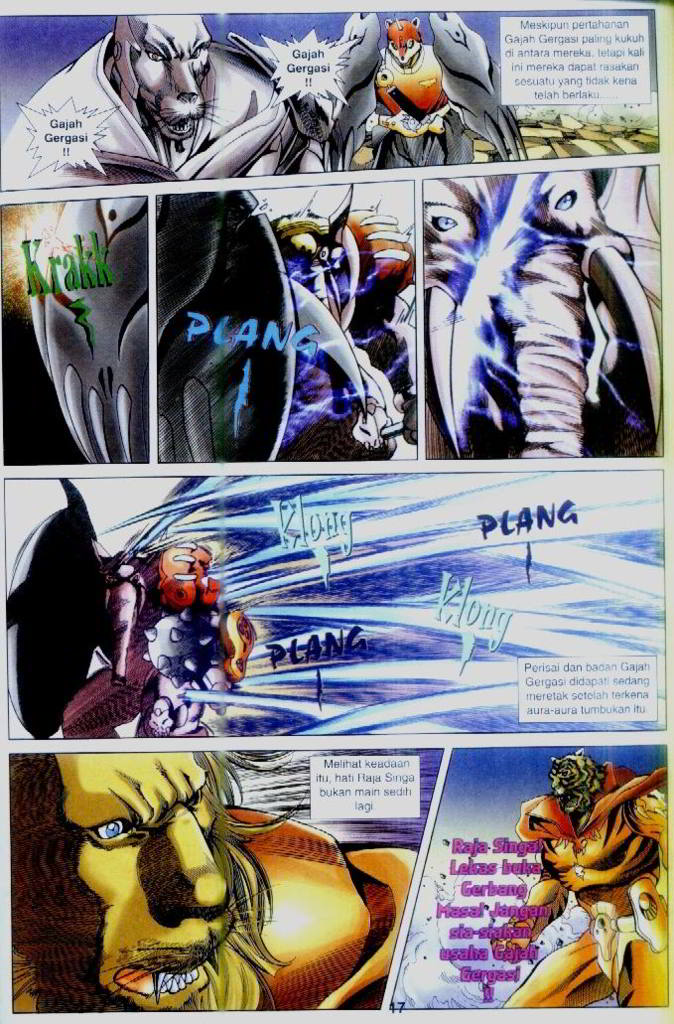 Gajah
Gergasi
!!
Gajah
Gergasi
!!
Meskipun pertahanan
Gajah Gergasi paling kukuh
di antara mereka, tetapi kali
ini mereka dapat rasakan
sesuatu yang tidak kena
telah berlaku.....
Krakk
PLANG
Klong
PLANG
Klong
PLANG
Perisai dan badan Gajah
Gergasi didapati sedang
meretak setelah terkena
aura-aura tumbukan itu.
Melihat keadaan
itu, hati Raja Singa
bukan main sedih
lagi.
Raja Singa!
Lekas buka
Gerbang
Masa! Jangan
sia-siakan
usaha Gajah
Gergasi
!!
17